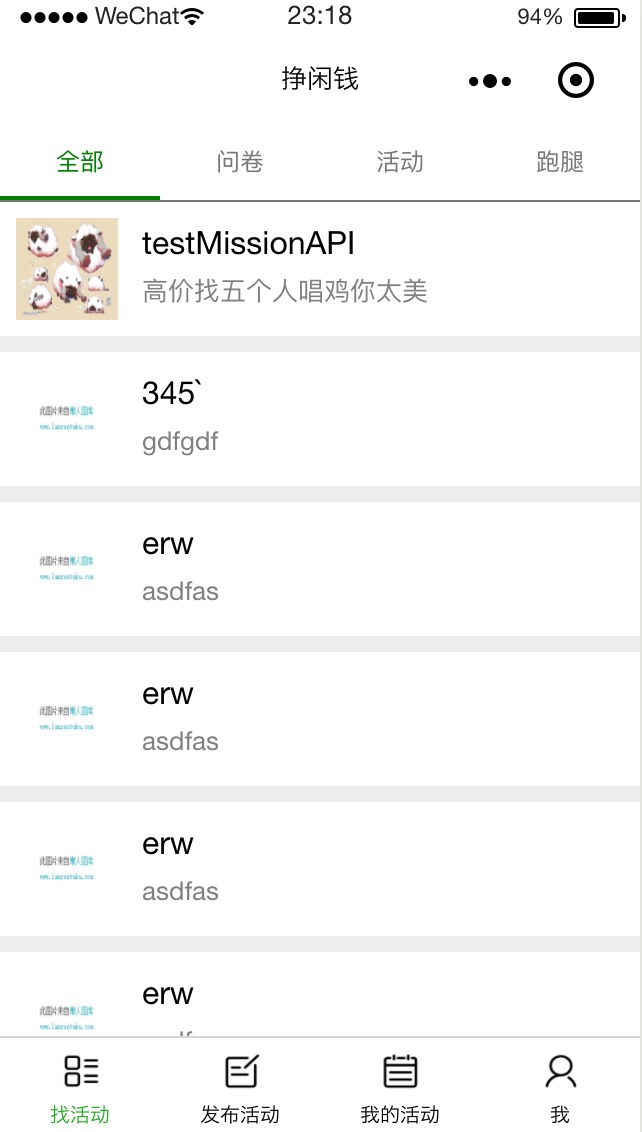 WeChat 23:18 94%
挣闲钱
全部 问卷 活动 跑腿
testMissionAPI
高价找五个人唱鸡你太美
345`
gdfgdf
此图片来自懒人图库
www.lanrentuku.com
erw
asdfas
此图片来自懒人图库
www.lanrentuku.com
erw
asdfas
此图片来自懒人图库
www.lanrentuku.com
erw
asdfas
此图片来自懒人图库
www.lanrentuku.com
erw
此图片来自懒人图库
www.lanrentuku.com
找活动 发布活动 我的活动 我